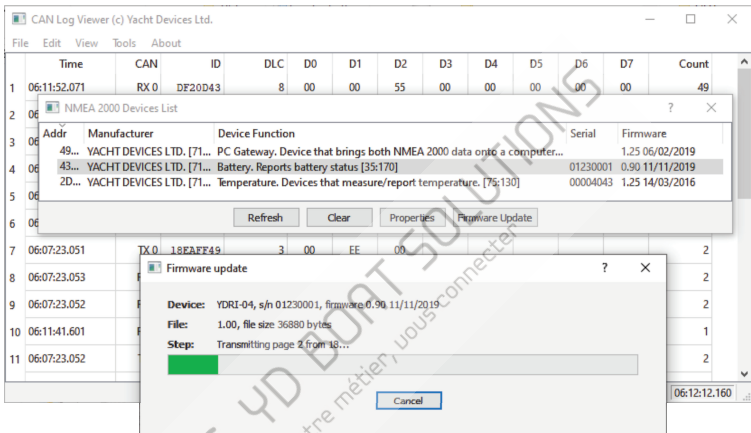 CAN Log Viewer (c) Yacht Devices Ltd.
File Edit View Tools About
Time CAN ID DLC D0 D1 D2 D3 D4 D5 D6 D7 Count
1 06:11:52.071 RX 0 DF20D43 8 00 00 55 00 00 00 00 00 49
2 06
NMEA 2000 Devices List ?
Addr Manufacturer Device Function Serial Firmware
3 06
49... YACHT DEVICES LTD. [71... PC Gateway. Device that brings both NMEA 2000 data onto a computer... 1.25 06/02/2019
4 06
43... YACHT DEVICES LTD. [71... Battery. Reports battery status [35:170] 01230001 0.90 11/11/2019
5 06
2D... YACHT DEVICES LTD. [71... Temperature. Devices that measure/report temperature. [75:130] 00004043 1.25 14/03/2016
6 06
Refresh Clear Properties Firmware Update
7 06:07:23.051 TX 0 18EAFF49 3 00 EE 00 2
Firmware update ?
8 06:07:23.053 2
9 06:07:23.052 2
Device: YDRI-04, s/n 01230001, firmware 0.90 11/11/2019
File: 1.00, file size 36880 bytes
10 06:11:41.601 1
Step: Transmitting page 2 from 18...
11 06:07:23.052 2
Cancel
06:12:12.160
YD BOAT SOLUTIONS
métier, vous connecter